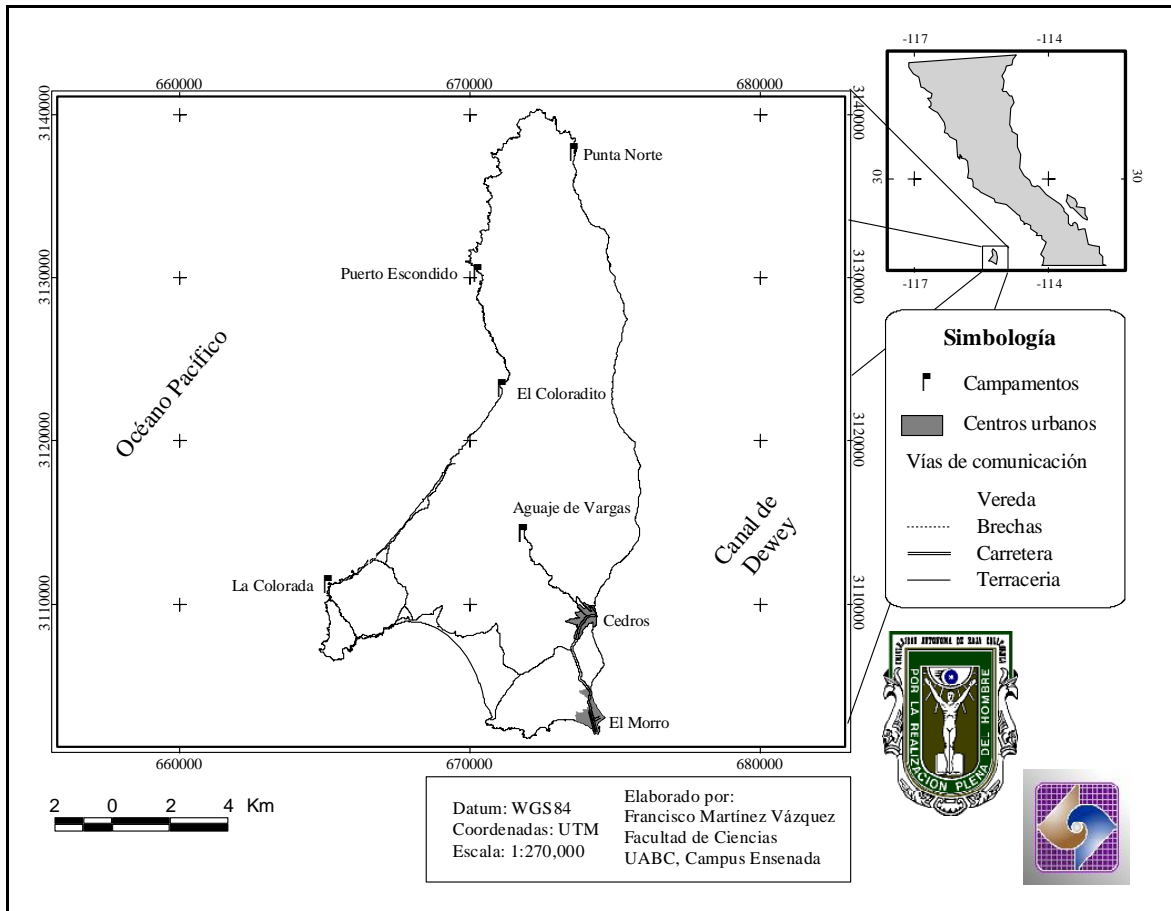 -117
-114
30
30
-117
-114
660000
670000
680000
3140000
3140000
Punta Norte
3130000
Puerto Escondido
3130000
Océano Pacífico
El Coloradito
3120000
3120000
Aguaje de Vargas
Canal de
Dewey
La Colorada
3110000
Cedros
3110000
El Morro
660000
670000
680000
Simbología
Campamentos
Centros urbanos
Vías de comunicación
Vereda
Brechas
Carretera
Terraceria
2 0 2 4 Km
Datum: WGS84
Coordenadas: UTM
Escala: 1:270,000
Elaborado por:
Francisco Martínez Vázquez
Facultad de Ciencias
UABC, Campus Ensenada
POR LA REALIZACION PLENA DEL HOMBRE